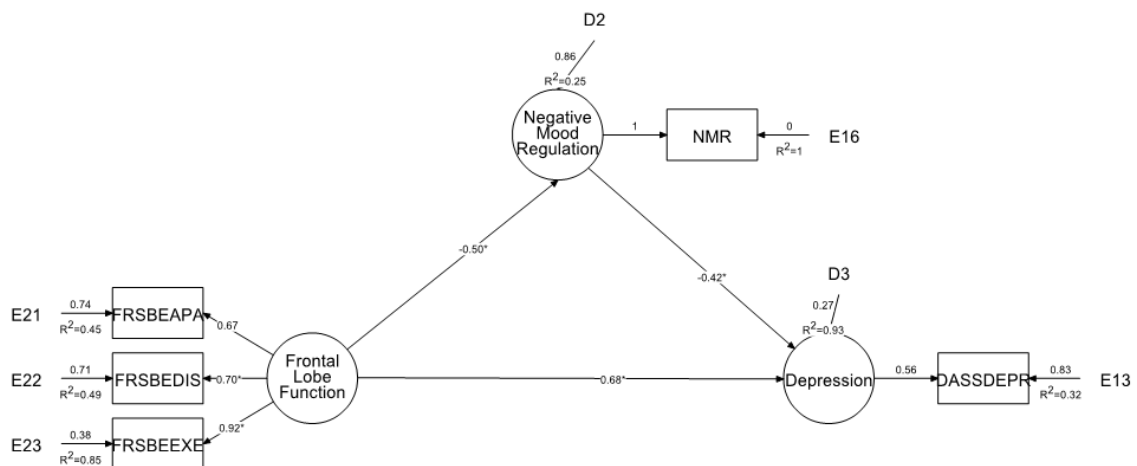 D2
0.86
R2=0.25
Negative
Mood
Regulation
1
NMR
0
R2=1
E16
-0.50*
-0.42*
D3
0.27
R2=0.93
E21
0.74
R2=0.45
FRSBEAPA
0.67
E22
0.71
R2=0.49
FRSBEDIS
0.70*
Frontal
Lobe
Function
0.68*
Depression
0.56
DASSDEPR
0.83
R2=0.32
E13
E23
0.38
R2=0.85
FRSBEEXE
0.92*